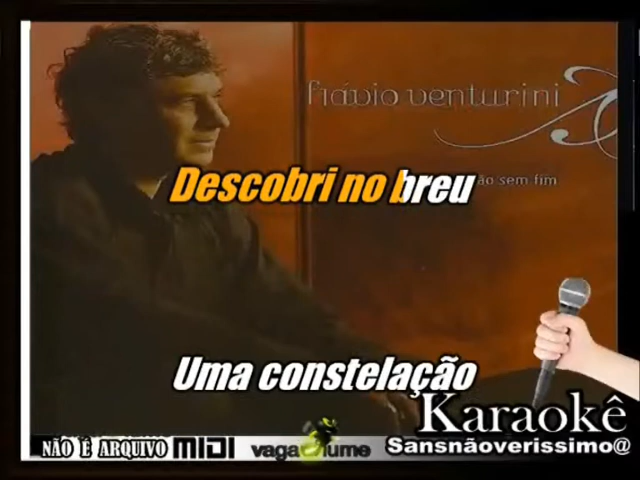 flávio venturini
Descobri no breu
ão sem fim
Uma constelação
Karaokê
NÃO É ARQUIVO MIDI vagalume Sansnãoverissimo@